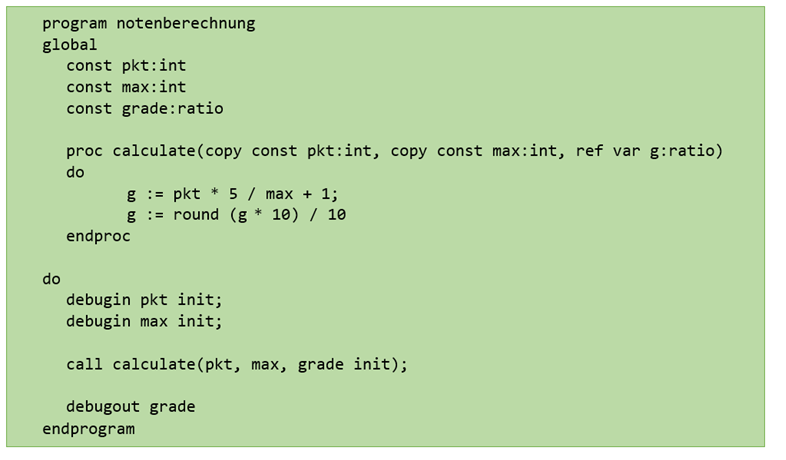 program notenberechnung
global
const pkt:int
const max:int
const grade:ratio
proc calculate(copy const pkt:int, copy const max:int, ref var g:ratio)
do
g := pkt * 5 / max + 1;
g := round (g * 10) / 10
endproc
do
debugin pkt init;
debugin max init;
call calculate(pkt, max, grade init);
debugout grade
endprogram